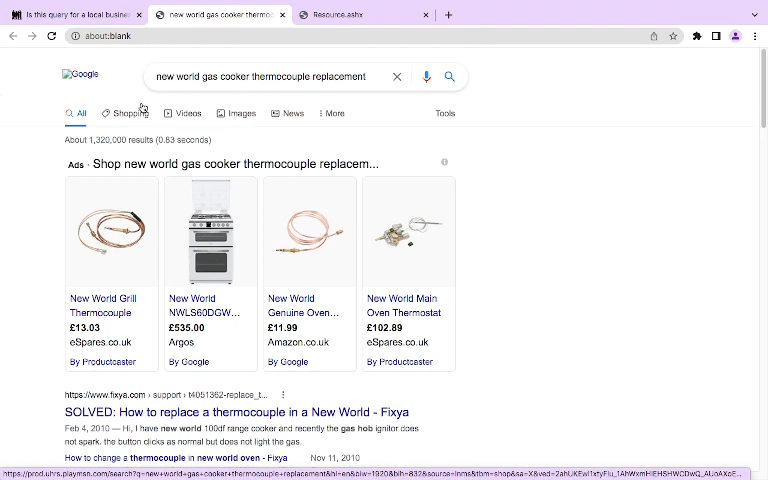 Is this query for a local busine
new world gas cooker thermoc
Resource.ashx
about:blank
Google
new world gas cooker thermocouple replacement
All
Shopping
Videos
Images
News
More
Tools
About 1,320,000 results (0.83 seconds)
Ads · Shop new world gas cooker thermocouple replacem...
New World Grill Thermocouple
£13.03
eSpares.co.uk
By Productcaster
New World NWLS60DGW...
£535.00
Argos
By Google
New World Genuine Oven...
£11.99
Amazon.co.uk
By Google
New World Main Oven Thermostat
£102.89
eSpares.co.uk
By Productcaster
https://www.fixya.com › support › t4051362-replace_t...
SOLVED: How to replace a thermocouple in a New World - Fixya
Feb 4, 2010 — Hi, I have new world 100df range cooker and recently the gas hob ignitor does
not spark. the button clicks as normal but does not light the gas.
How to change a thermocouple in new world oven - Fixya Nov 11, 2010